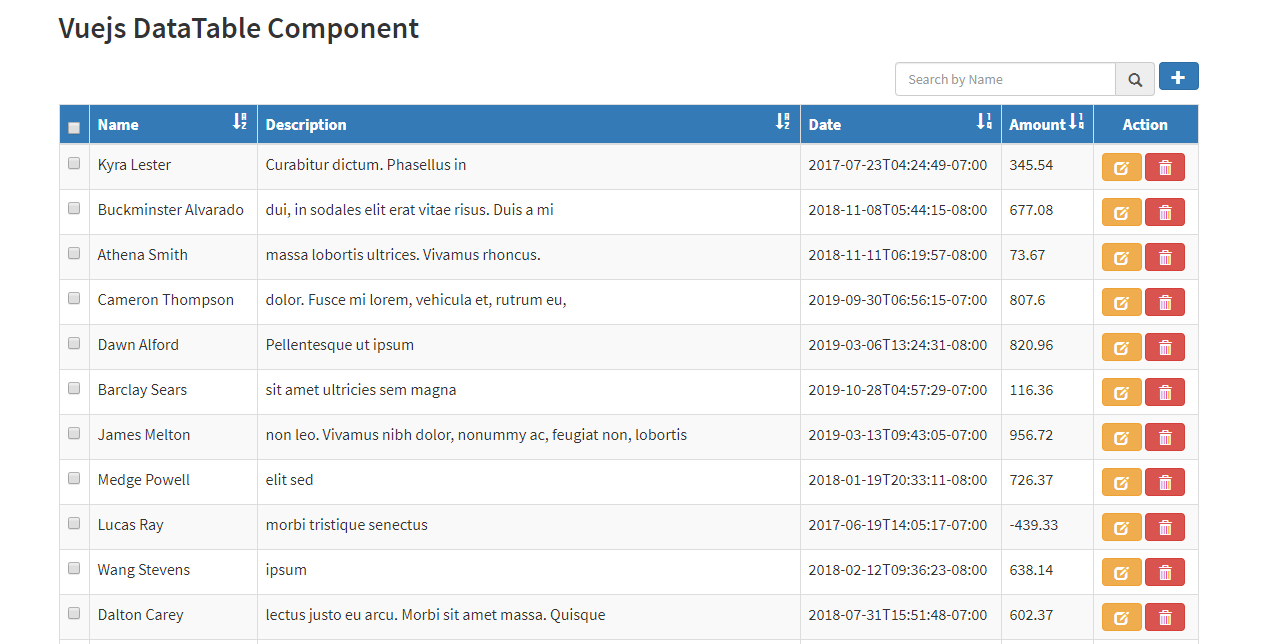 Vuejs DataTable Component
Search by Name
Name Description Date Amount Action
Kyra Lester Curabitur dictum. Phasellus in 2017-07-23T04:24:49-07:00 345.54
Buckminster Alvarado dui, in sodales elit erat vitae risus. Duis a mi 2018-11-08T05:44:15-08:00 677.08
Athena Smith massa lobortis ultrices. Vivamus rhoncus. 2018-11-11T06:19:57-08:00 73.67
Cameron Thompson dolor. Fusce mi lorem, vehicula et, rutrum eu, 2019-09-30T06:56:15-07:00 807.6
Dawn Alford Pellentesque ut ipsum 2019-03-06T13:24:31-08:00 820.96
Barclay Sears sit amet ultricies sem magna 2019-10-28T04:57:29-07:00 116.36
James Melton non leo. Vivamus nibh dolor, nonummy ac, feugiat non, lobortis 2019-03-13T09:43:05-07:00 956.72
Medge Powell elit sed 2018-01-19T20:33:11-08:00 726.37
Lucas Ray morbi tristique senectus 2017-06-19T14:05:17-07:00 -439.33
Wang Stevens ipsum 2018-02-12T09:36:23-08:00 638.14
Dalton Carey lectus justo eu arcu. Morbi sit amet massa. Quisque 2018-07-31T15:51:48-07:00 602.37